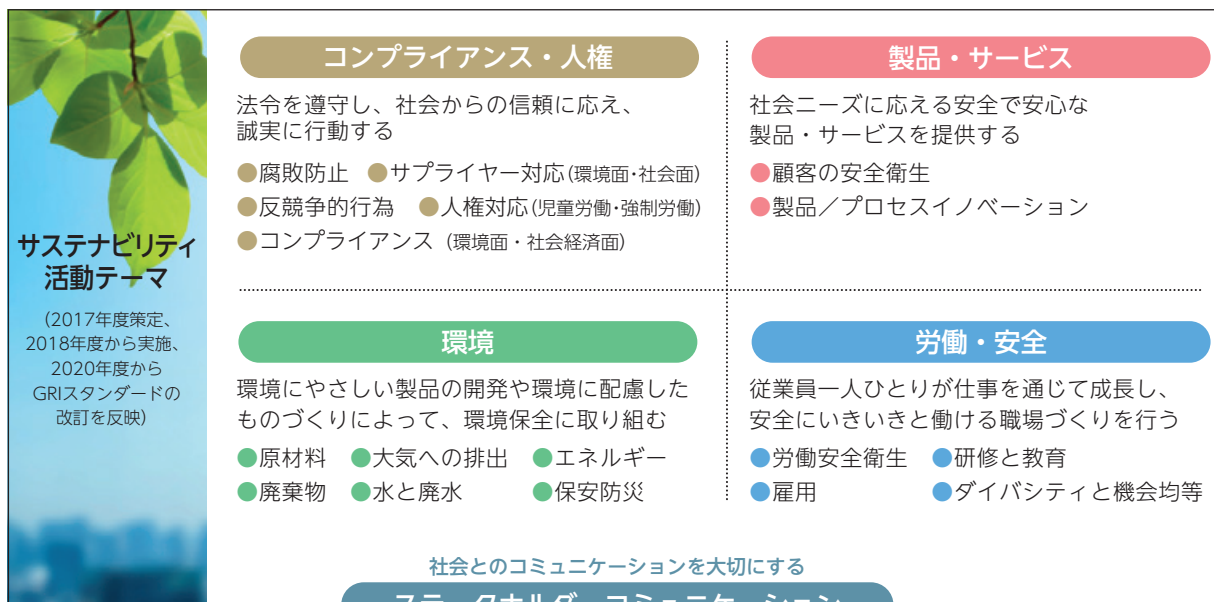 サステナビリティ
活動テーマ
(2017年度策定、
2018年度から実施、
2020年度から
GRIスタンダードの
改訂を反映)
コンプライアンス・人権
法令を遵守し、社会からの信頼に応え、
誠実に行動する
●腐敗防止 ●サプライヤー対応(環境面・社会面)
●反競争的行為 ●人権対応(児童労働・強制労働)
●コンプライアンス (環境面・社会経済面)
製品・サービス
社会ニーズに応える安全で安心な
製品・サービスを提供する
●顧客の安全衛生
●製品／プロセスイノベーション
環境
環境にやさしい製品の開発や環境に配慮した
ものづくりによって、環境保全に取り組む
●原材料 ●大気への排出 ●エネルギー
●廃棄物 ●水と廃水 ●保安防災
労働・安全
従業員一人ひとりが仕事を通じて成長し、
安全にいきいきと働ける職場づくりを行う
●労働安全衛生 ●研修と教育
●雇用 ●ダイバシティと機会均等
社会とのコミュニケーションを大切にする
ステークホルダーコミュニケーション